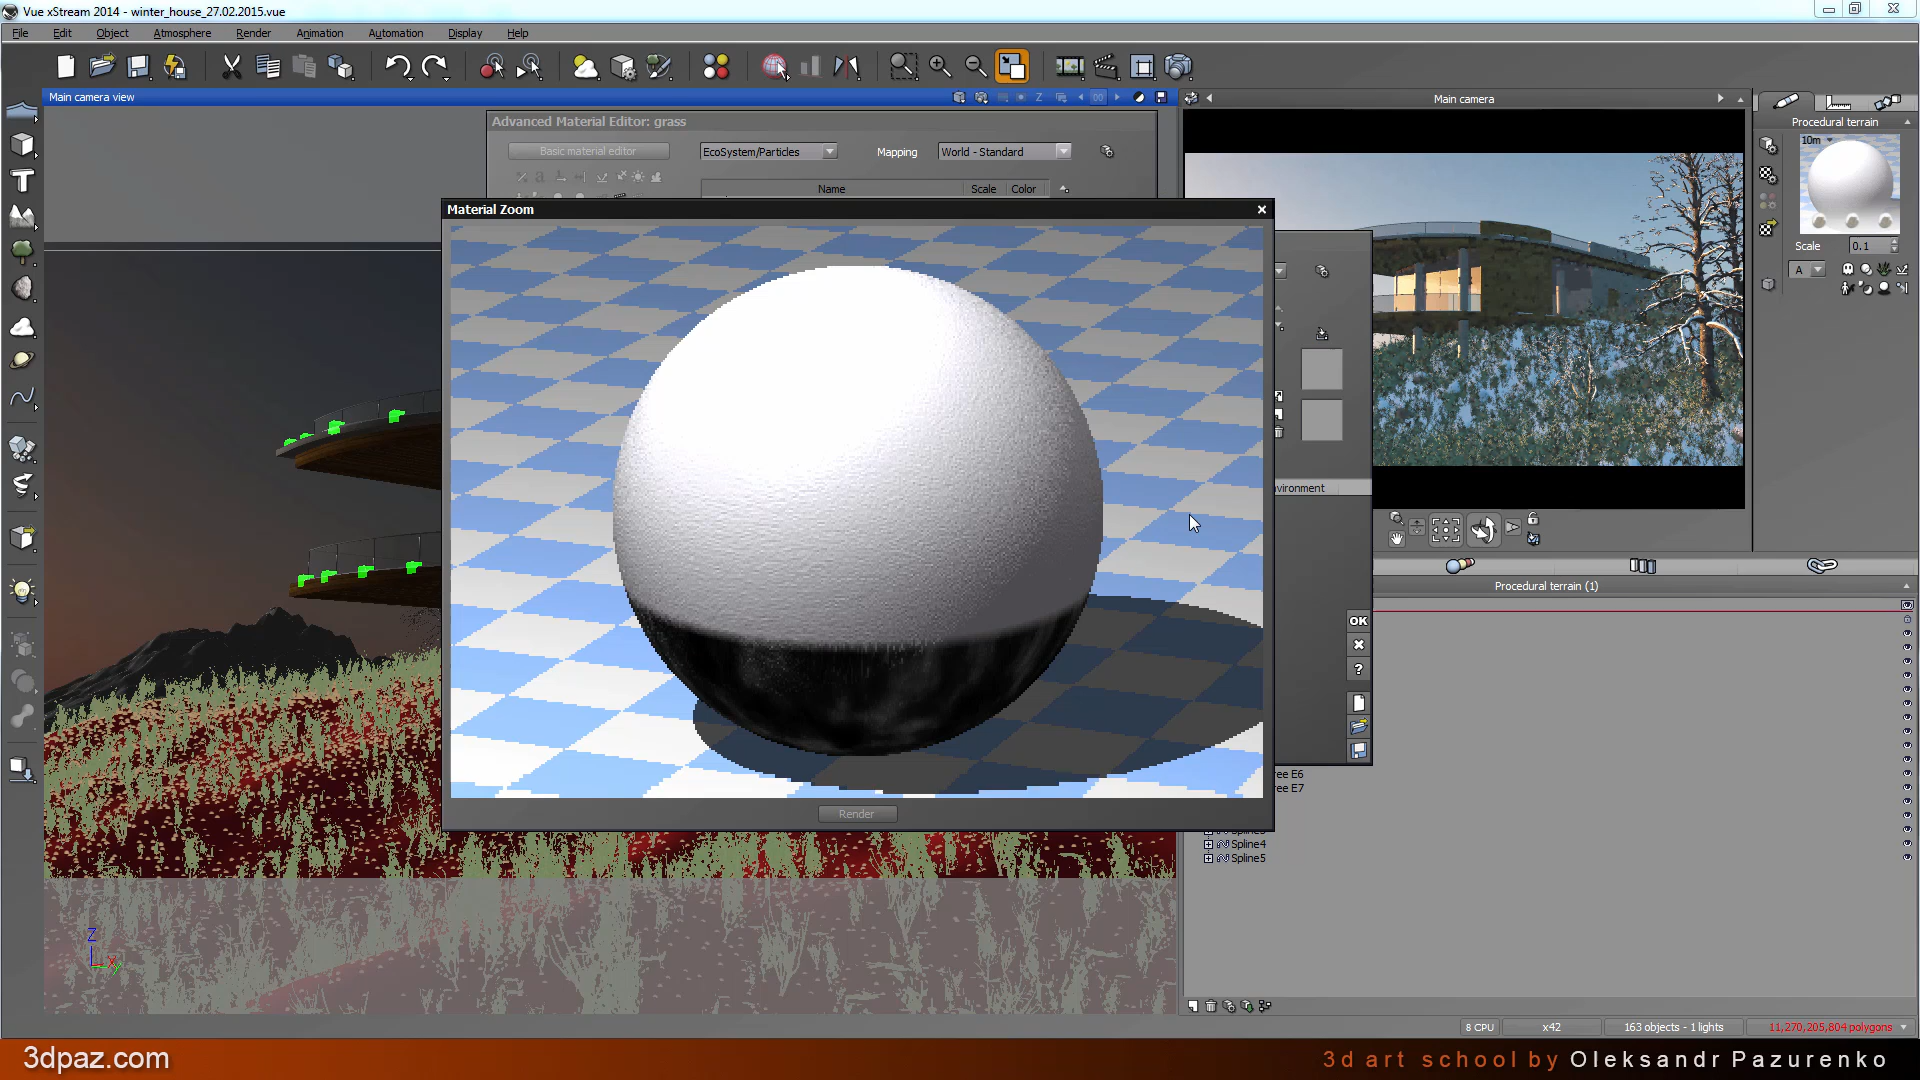 Vue xStream 2014 - winter_house_27.02.2015.vue
File Edit Object Atmosphere Render Animation Automation Display Help
Main camera view
Z
Main camera
Advanced Material Editor: grass
Procedural terrain
Basic material editor
EcoSystem/Particles
Mapping
World - Standard
10m
Name Scale Color
Material Zoom
Scale
0.1
A
vironment
Procedural terrain (1)
OK
?
ree E6
ree E7
Render
Spline4
Spline5
Z
X
Y
8 CPU
x42
163 objects - 1 lights
11,270,205,804 polygons
3dpaz.com
3d art school by Oleksandr Pazurenko